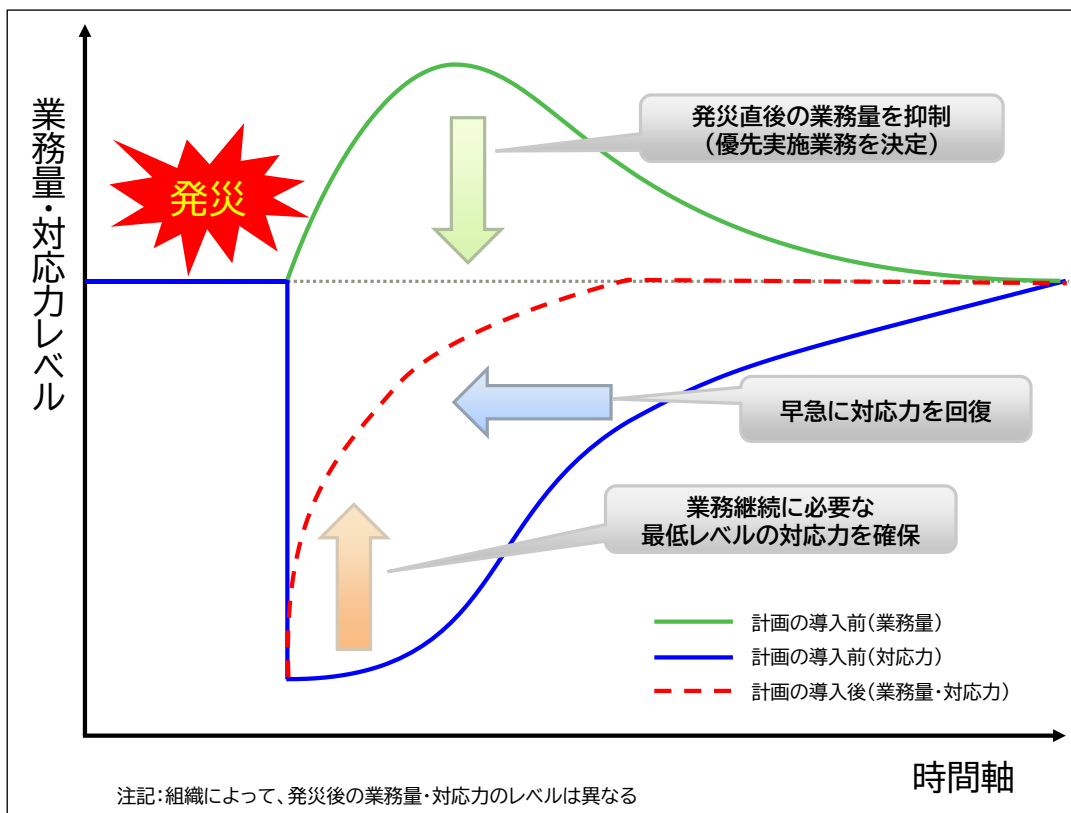 業務量・対応力レベル
発災
発災直後の業務量を抑制
(優先実施業務を決定)
早急に対応力を回復
業務継続に必要な
最低レベルの対応力を確保
計画の導入前(業務量)
計画の導入前(対応力)
計画の導入後(業務量・対応力)
時間軸
注記:組織によって、発災後の業務量・対応力のレベルは異なる